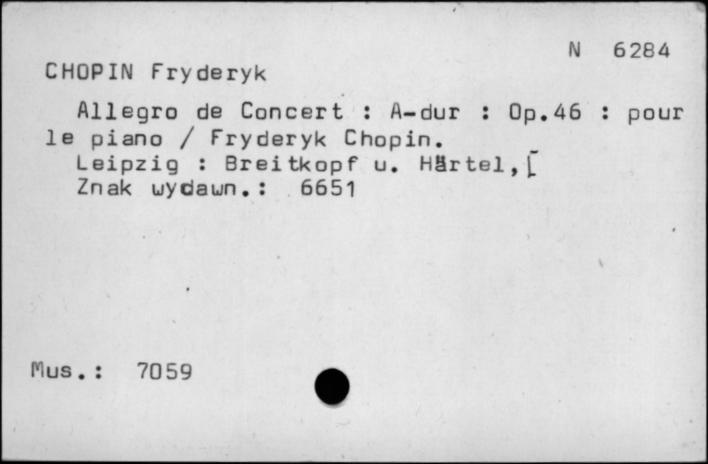 N 6284
CHOPIN Fryderyk
Allegro de Concert : A-dur : Op.46 : pour
le piano / Fryderyk Chopin.
Leipzig : Breitkopf u. Härtel,[
Znak wydawn.: 6651
Mus.: 7059